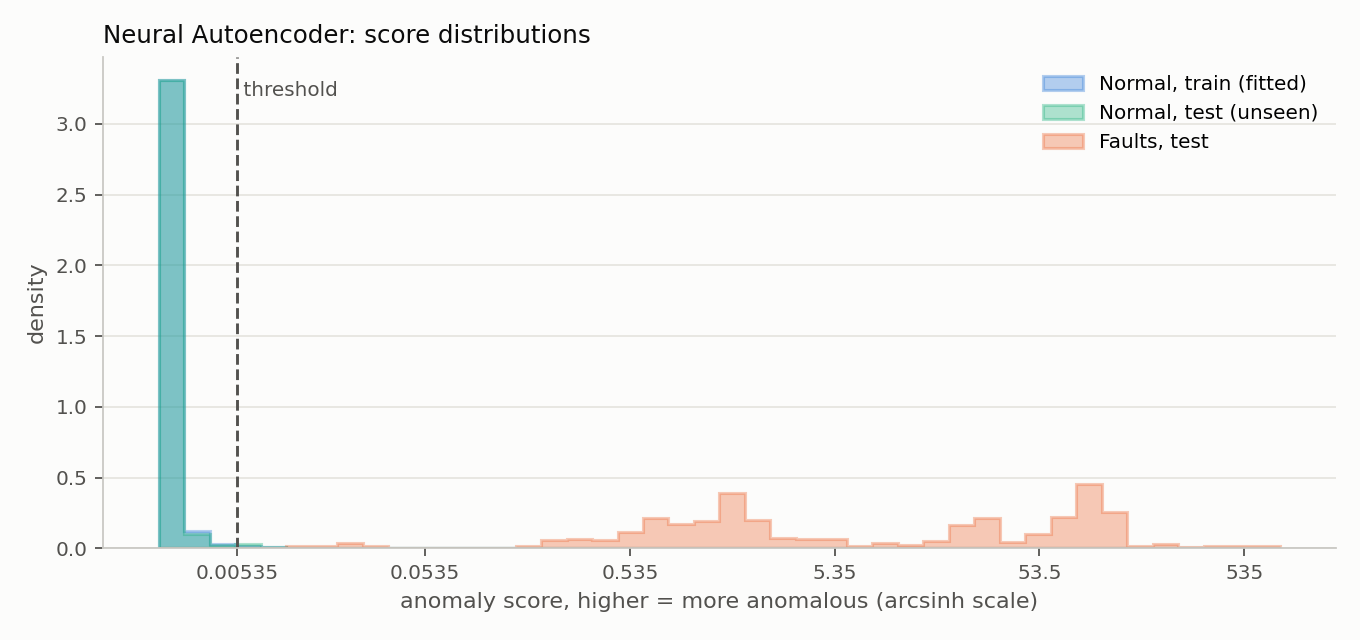 Neural Autoencoder: score distributions
threshold
Normal, train (fitted)
Normal, test (unseen)
Faults, test
density
3.0
2.5
2.0
1.5
1.0
0.5
0.0
0.00535 0.0535 0.535 5.35 53.5 535
anomaly score, higher = more anomalous (arcsinh scale)